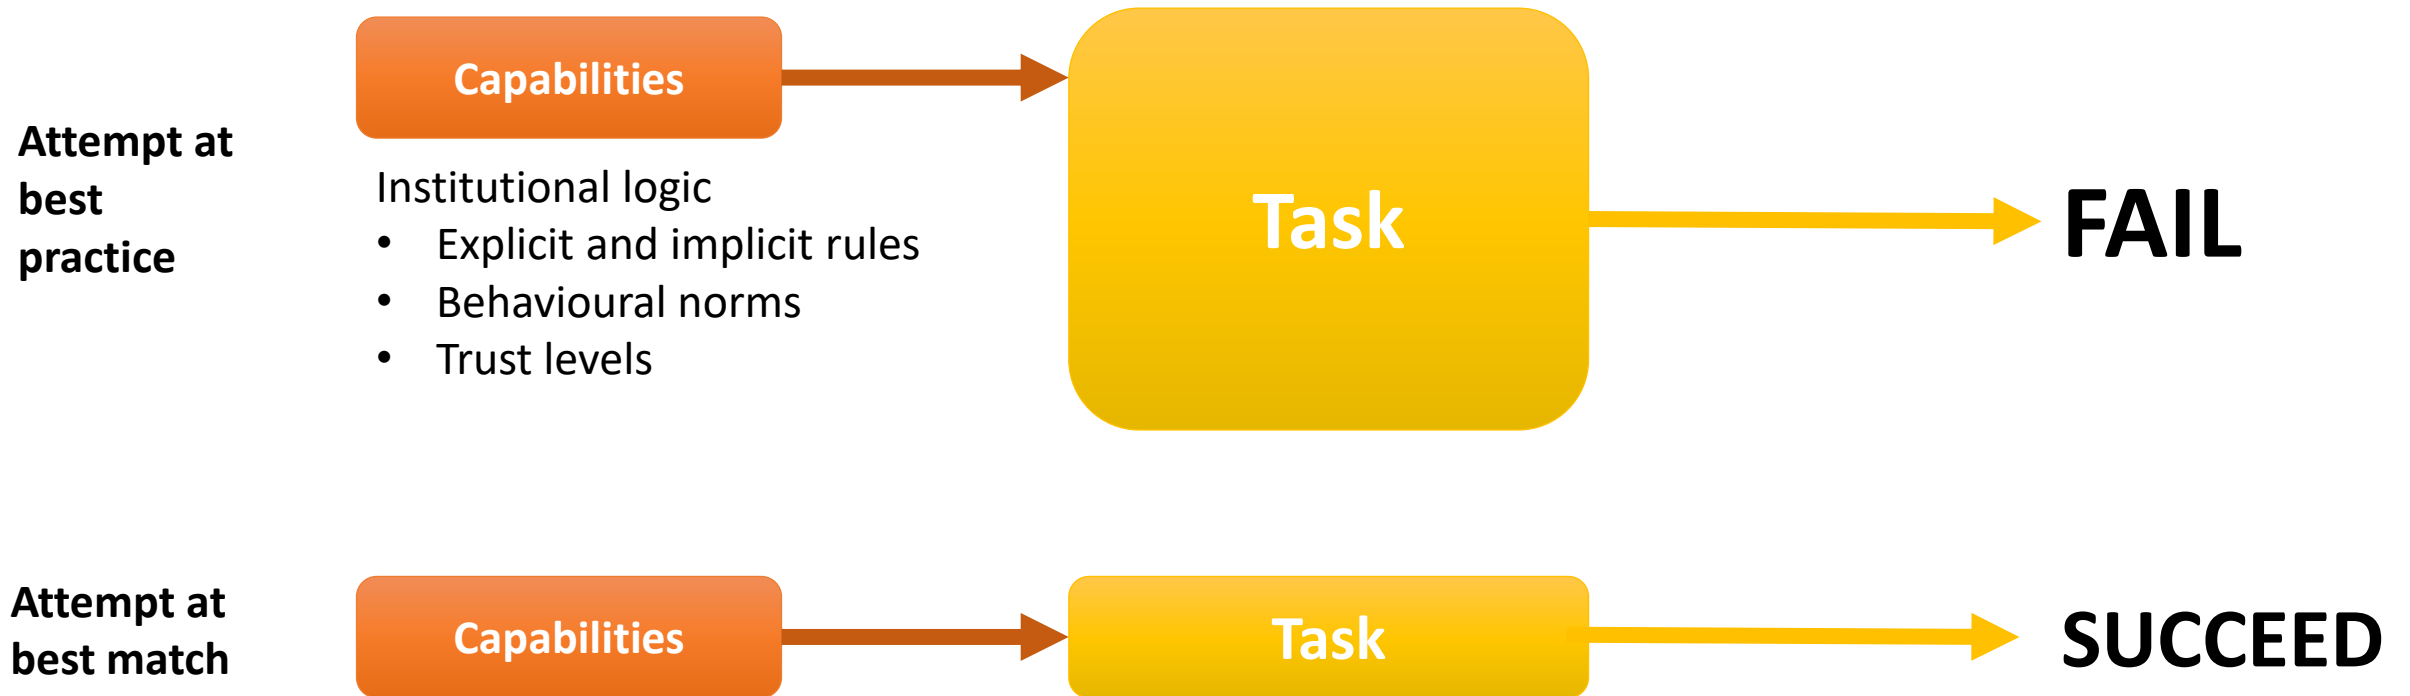 Capabilities
Attempt at
best
practice
Institutional logic
• Explicit and implicit rules
• Behavioural norms
• Trust levels
Task
FAIL
Attempt at
best match
Capabilities
Task
SUCCEED